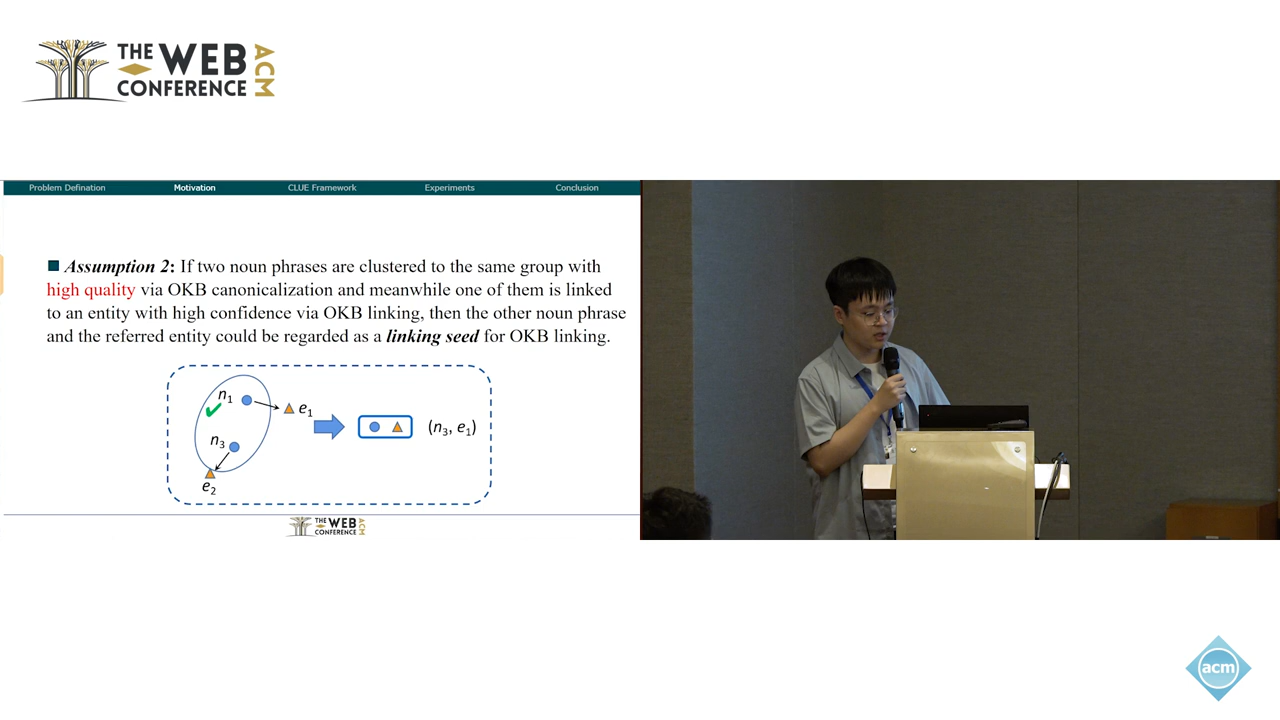 THE WEB CONFERENCE ACM
Problem Defination Motivation CLUE Framework Experiments Conclusion
Assumption 2: If two noun phrases are clustered to the same group with
high quality via OKB canonicalization and meanwhile one of them is linked
to an entity with high confidence via OKB linking, then the other noun phrase
and the referred entity could be regarded as a linking seed for OKB linking.
n1
e1
(n3, e1)
n3
e2
THE WEB CONFERENCE ACM
acm